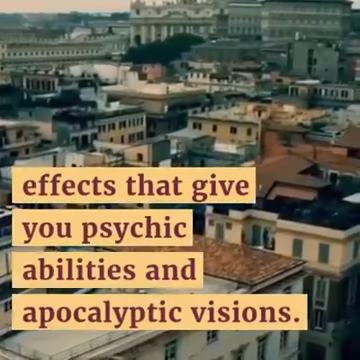 effects that give
you psychic
abilities and
apocalyptic visions.